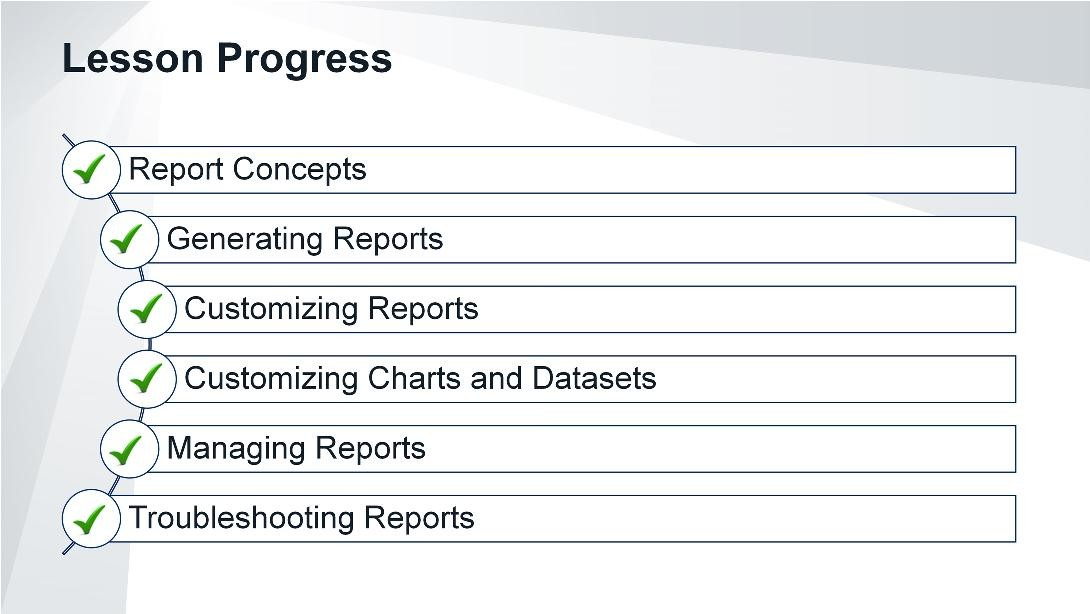 Lesson Progress
Report Concepts
Generating Reports
Customizing Reports
Customizing Charts and Datasets
Managing Reports
Troubleshooting Reports